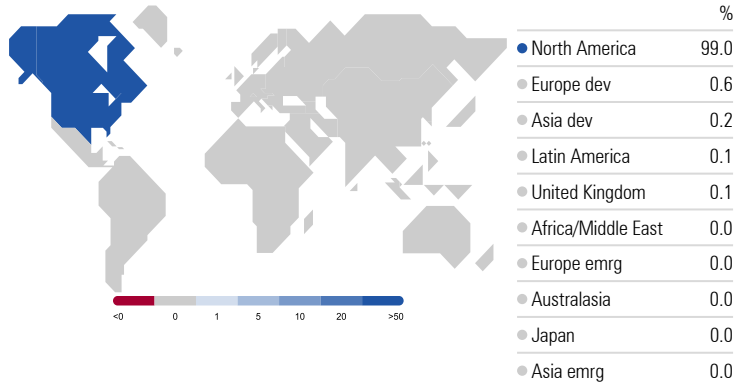 %
North America 99.0
Europe dev 0.6
Asia dev 0.2
Latin America 0.1
United Kingdom 0.1
Africa/Middle East 0.0
Europe emrg 0.0
Australasia 0.0
Japan 0.0
Asia emrg 0.0
<0 0 1 5 10 20 >50